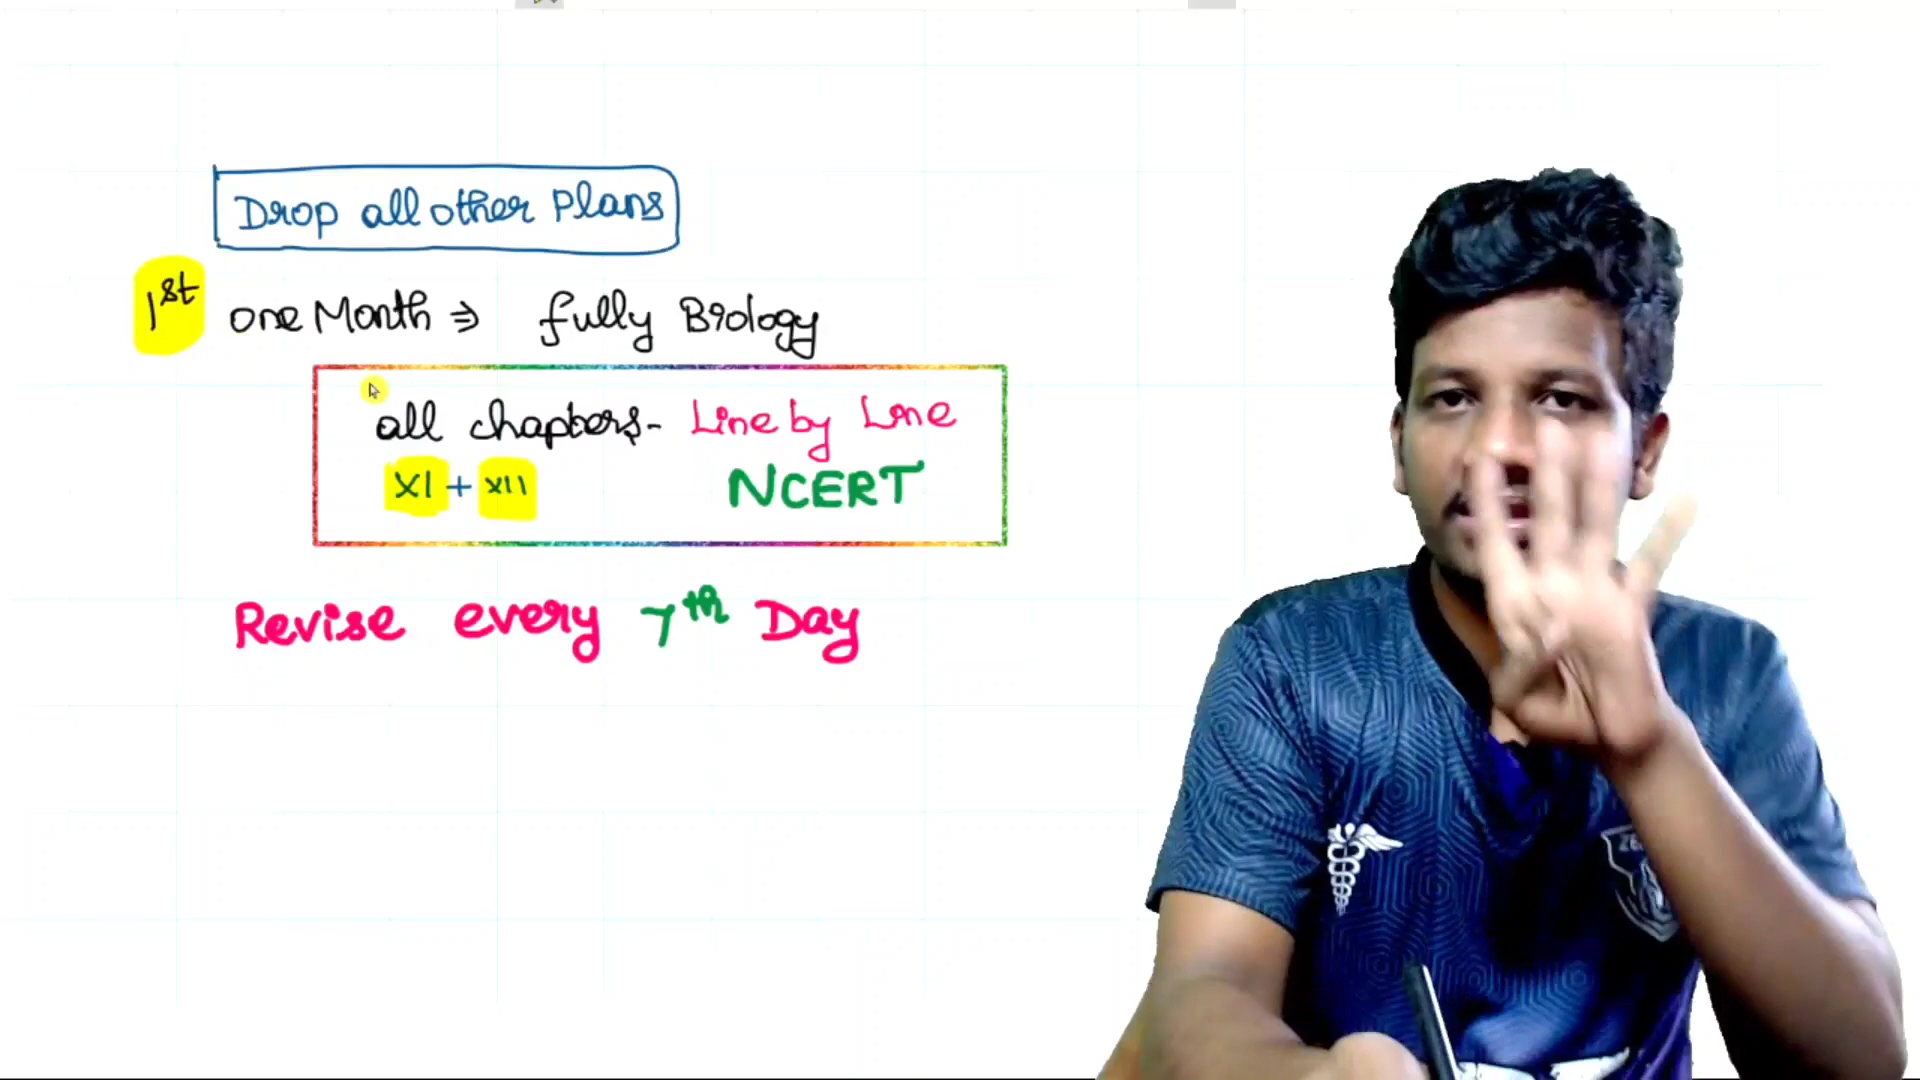 Drop all other Plans
1st one Month ⇒ fully Biology
all chapters - Line by Line
XI + XII NCERT
Revise every 7th Day